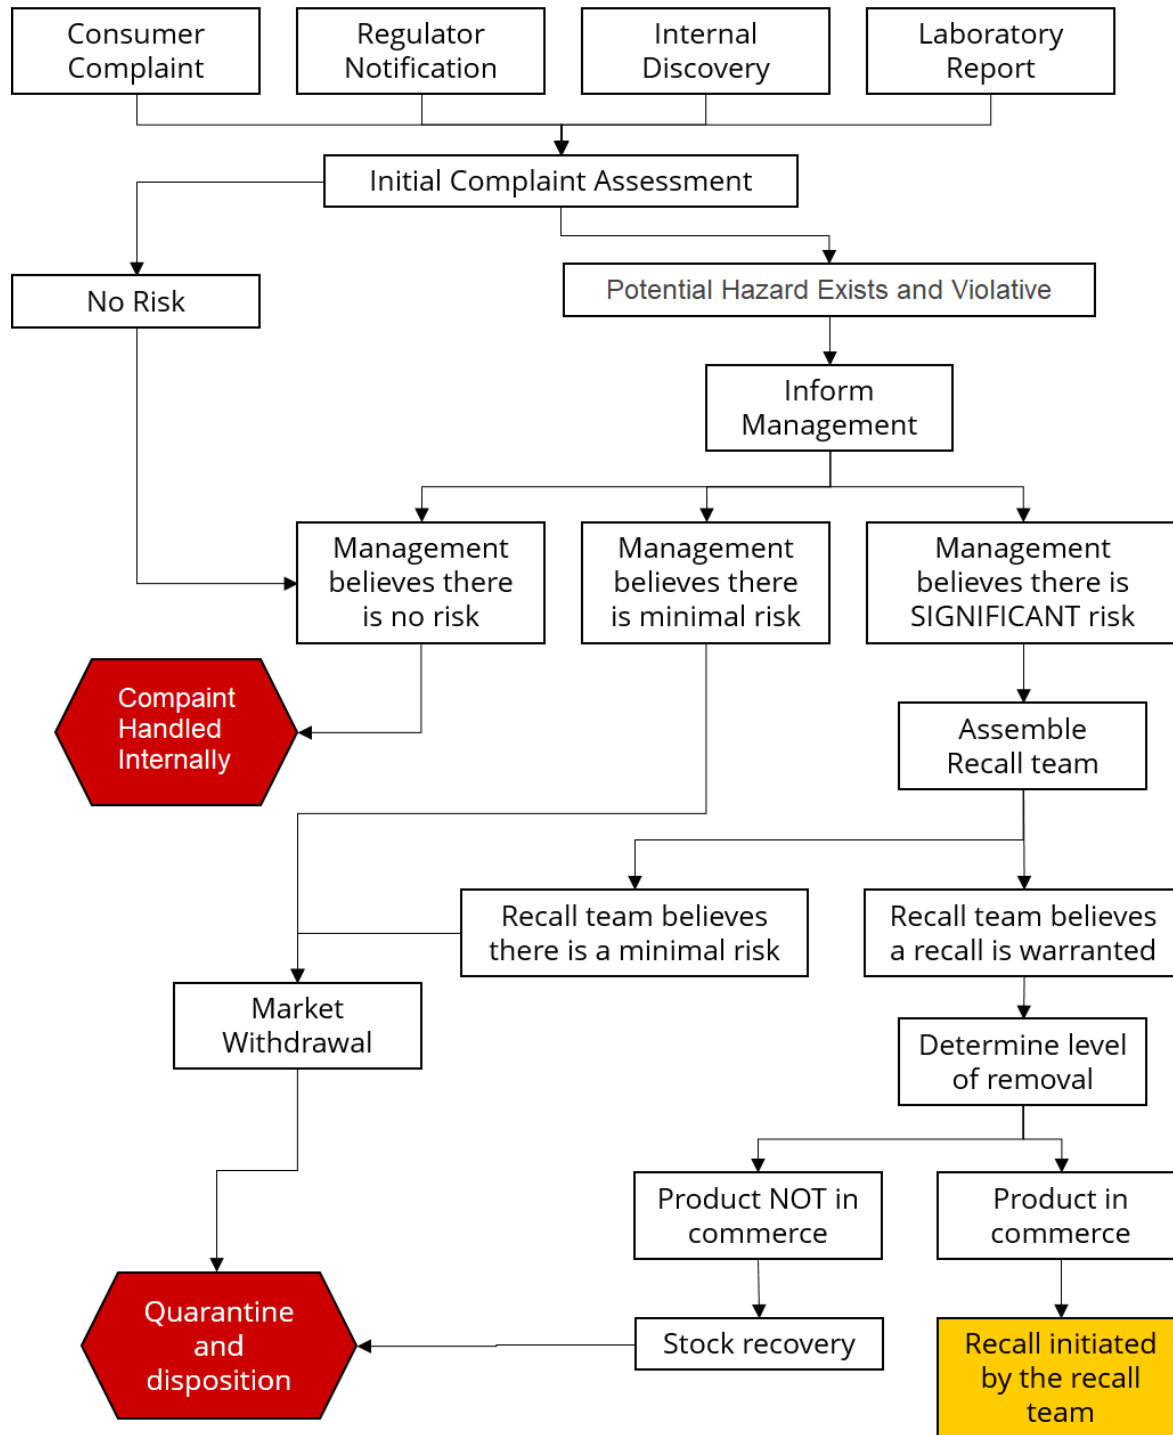 Consumer
Complaint
Regulator
Notification
Internal
Discovery
Laboratory
Report
Initial Complaint Assessment
No Risk
Potential Hazard Exists and Violative
Inform
Management
Management
believes there
is no risk
Management
believes there
is minimal risk
Management
believes there is
SIGNIFICANT risk
Compaint
Handled
Internally
Assemble
Recall team
Recall team believes
there is a minimal risk
Recall team believes
a recall is warranted
Market
Withdrawal
Determine level
of removal
Product NOT in
commerce
Product in
commerce
Quarantine
and
disposition
Stock recovery
Recall initiated
by the recall
team